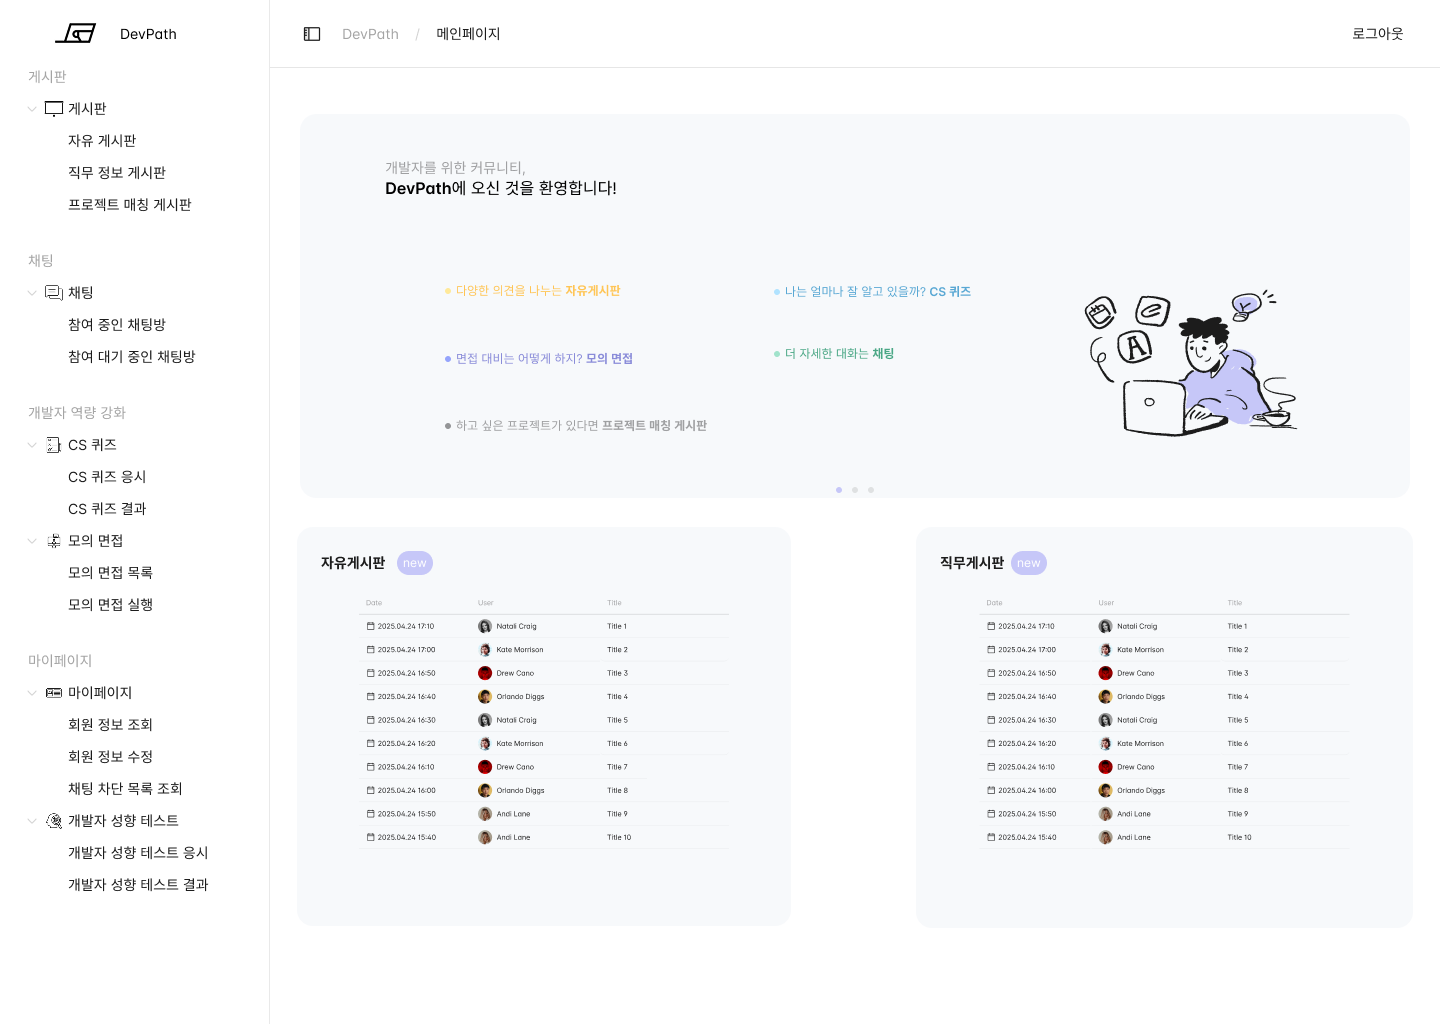 DevPath
게시판
게시판
자유 게시판
직무 정보 게시판
프로젝트 매칭 게시판
채팅
채팅
참여 중인 채팅방
참여 대기 중인 채팅방
개발자 역량 강화
CS 퀴즈
CS 퀴즈 응시
CS 퀴즈 결과
모의 면접
모의 면접 목록
모의 면접 실행
마이페이지
마이페이지
회원 정보 조회
회원 정보 수정
채팅 차단 목록 조회
개발자 성향 테스트
개발자 성향 테스트 응시
개발자 성향 테스트 결과
DevPath / 메인페이지
로그아웃
개발자를 위한 커뮤니티,
DevPath에 오신 것을 환영합니다!
다양한 의견을 나누는 자유게시판
나는 얼마나 잘 알고 있을까? CS 퀴즈
면접 대비는 어떻게 하지? 모의 면접
더 자세한 대화는 채팅
하고 싶은 프로젝트가 있다면 프로젝트 매칭 게시판
A
자유게시판 new
Date User Title
2025.04.24 17:10 Natali Craig Title 1
2025.04.24 17:00 Kate Morrison Title 2
2025.04.24 16:50 Drew Cano Title 3
2025.04.24 16:40 Orlando Diggs Title 4
2025.04.24 16:30 Natali Craig Title 5
2025.04.24 16:20 Kate Morrison Title 6
2025.04.24 16:10 Drew Cano Title 7
2025.04.24 16:00 Orlando Diggs Title 8
2025.04.24 15:50 Andi Lane Title 9
2025.04.24 15:40 Andi Lane Title 10
직무게시판 new
Date User Title
2025.04.24 17:10 Natali Craig Title 1
2025.04.24 17:00 Kate Morrison Title 2
2025.04.24 16:50 Drew Cano Title 3
2025.04.24 16:40 Orlando Diggs Title 4
2025.04.24 16:30 Natali Craig Title 5
2025.04.24 16:20 Kate Morrison Title 6
2025.04.24 16:10 Drew Cano Title 7
2025.04.24 16:00 Orlando Diggs Title 8
2025.04.24 15:50 Andi Lane Title 9
2025.04.24 15:40 Andi Lane Title 10